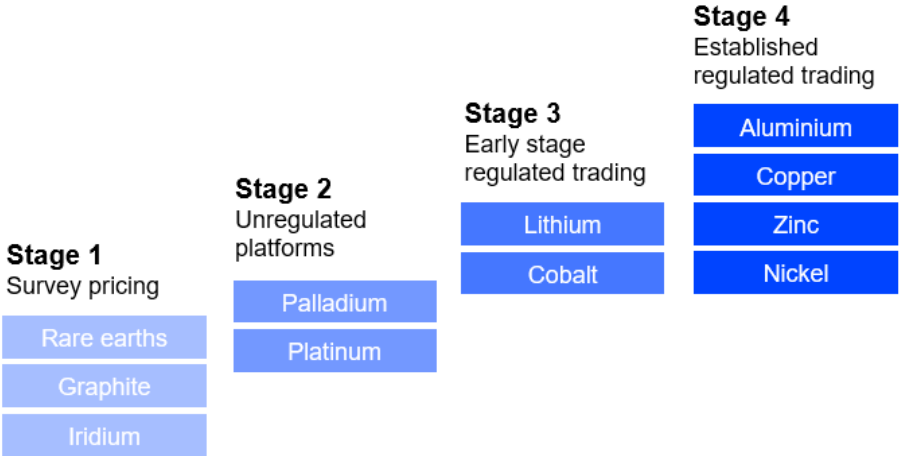 Stage 1
Survey pricing
Rare earths
Graphite
Iridium
Stage 2
Unregulated
platforms
Palladium
Platinum
Stage 3
Early stage
regulated trading
Lithium
Cobalt
Stage 4
Established
regulated trading
Aluminium
Copper
Zinc
Nickel